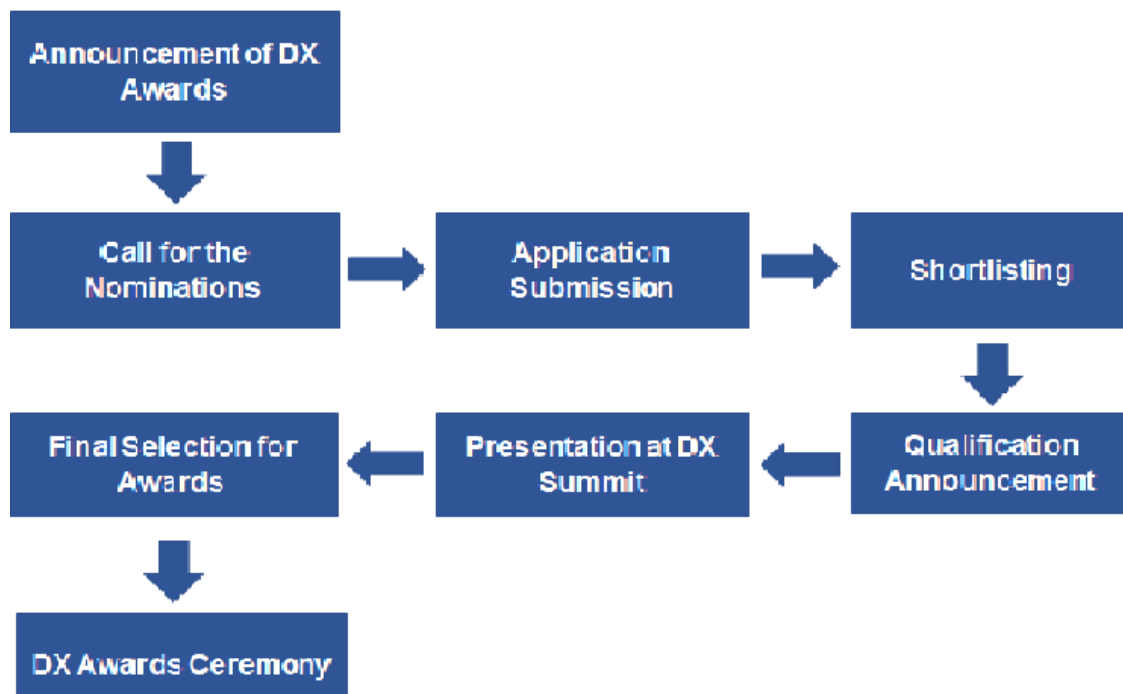 Announcement of DX
Awards
Call for the
Nominations
Application
Submission
Shortlisting
Qualification
Announcement
Presentation at DX
Summit
Final Selection for
Awards
DX Awards Ceremony